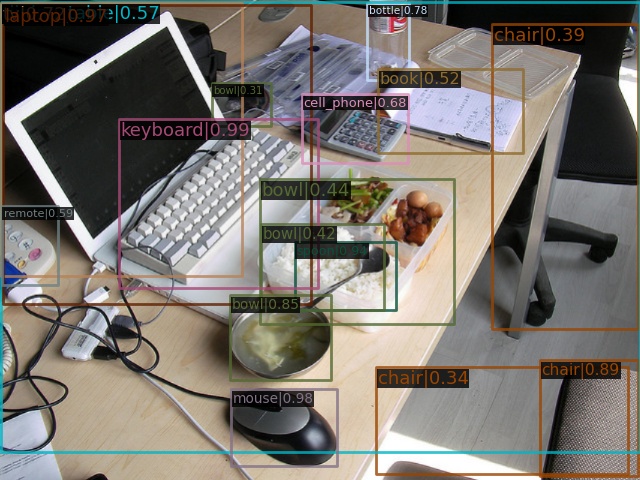 laptop|0.97
0.57
bottle|0.78
chair|0.39
book|0.52
bowl|0.31
cell_phone|0.68
keyboard|0.99
bowl|0.44
remote|0.59
bowl|0.42
bowl|0.85
chair|0.34
chair|0.89
mouse|0.98